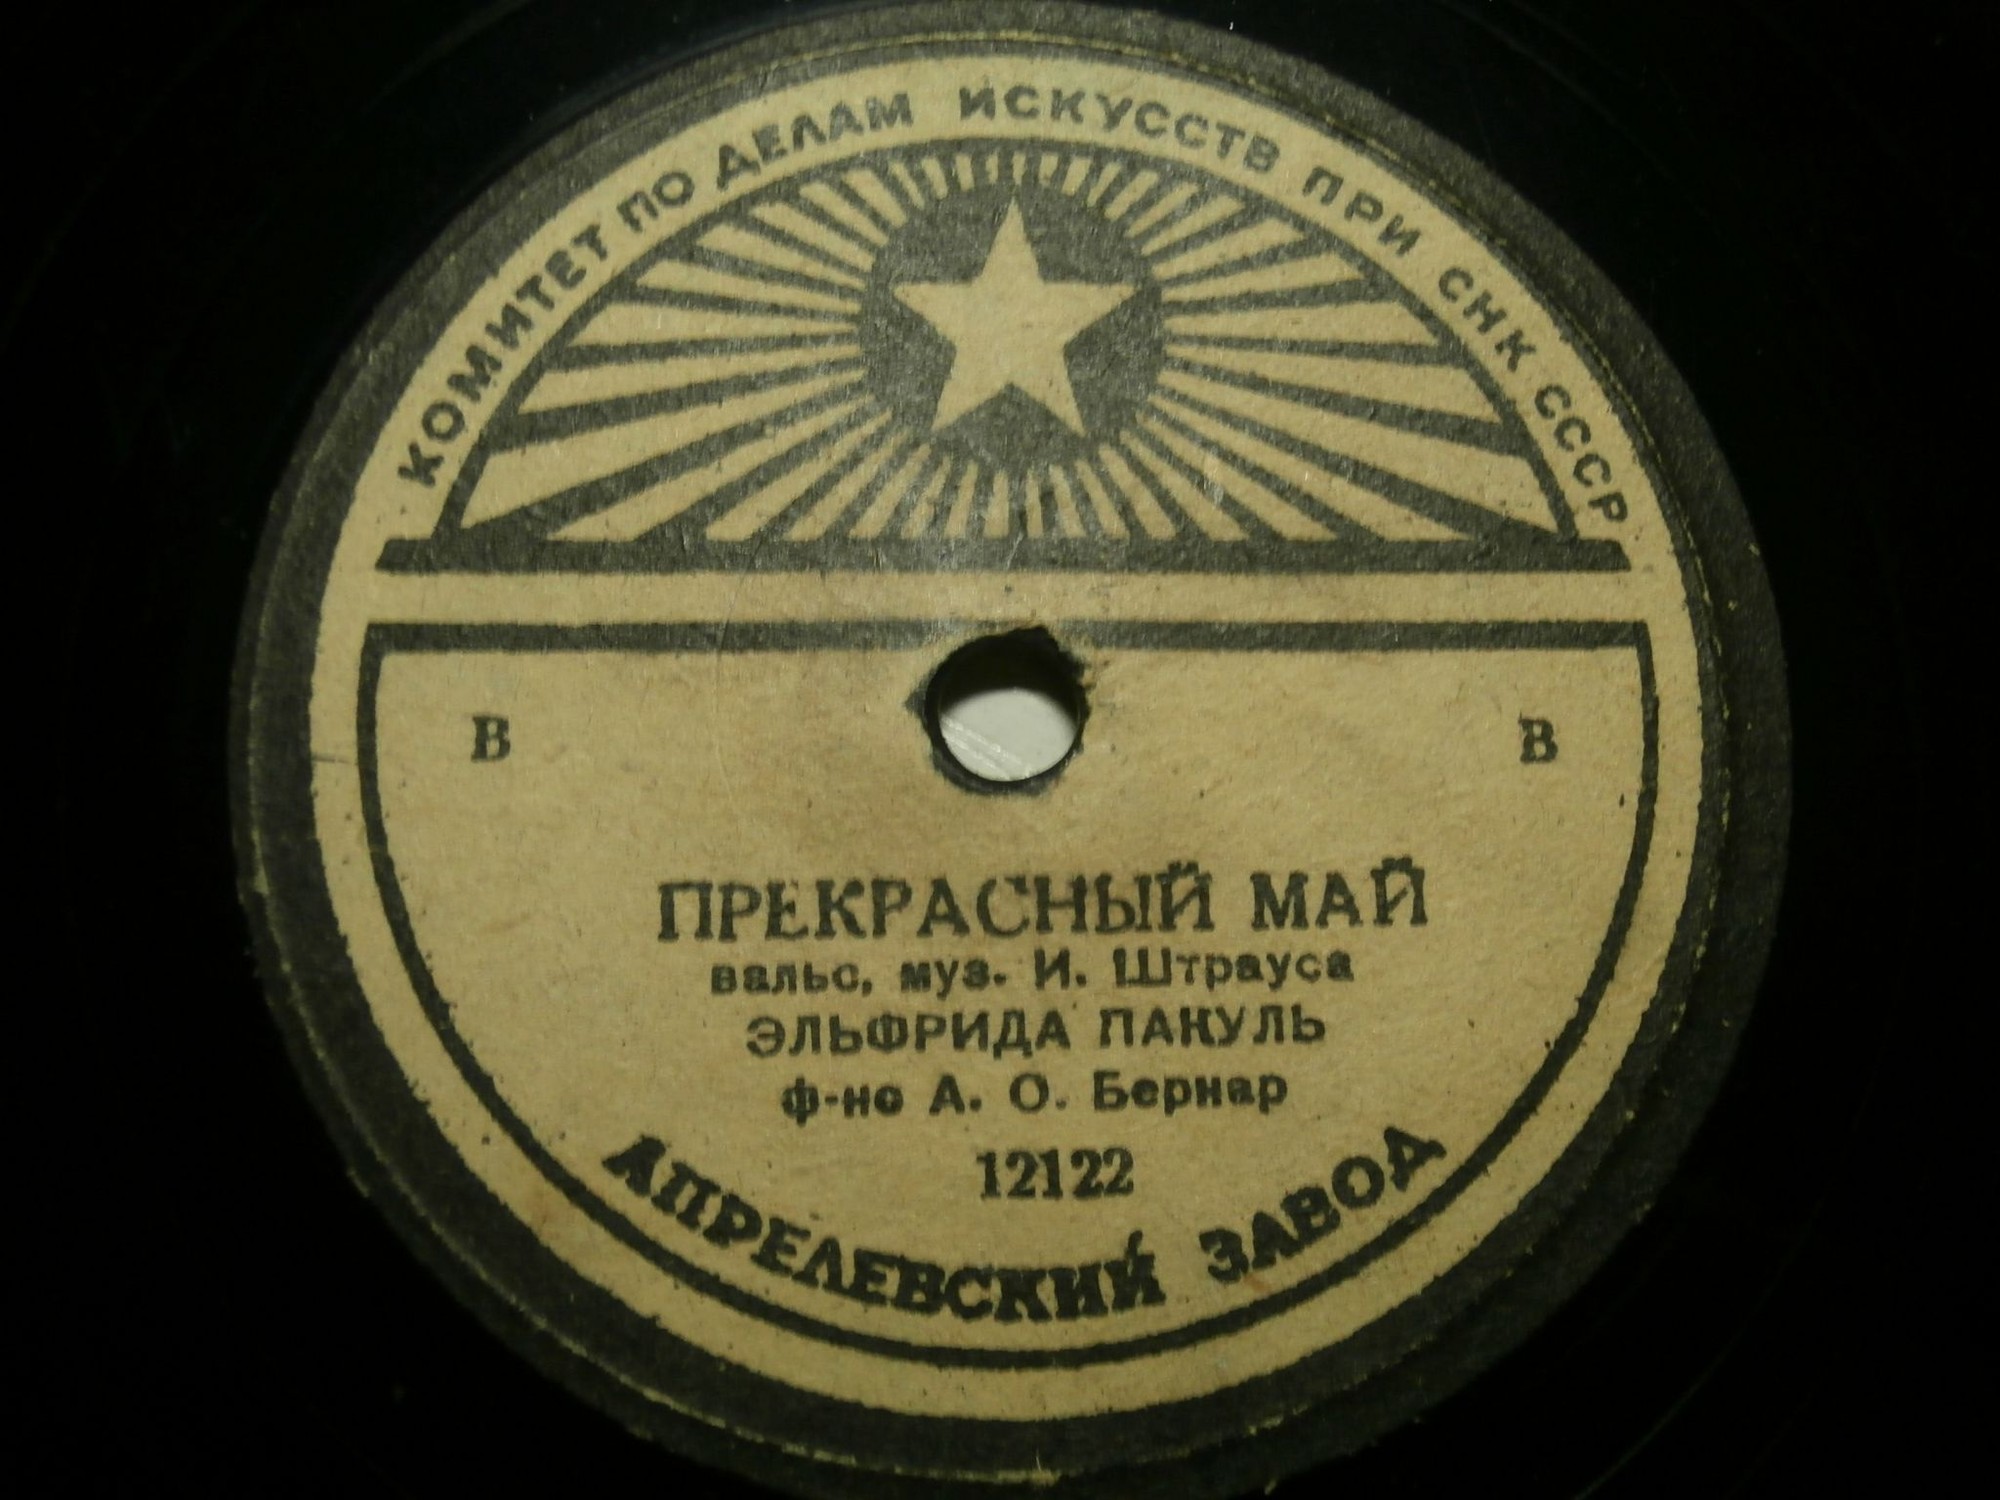 КОМИТЕТ ПО ДЕЛАМ ИСКУССТВ ПРИ СНК СССР
В В
ПРЕКРАСНЫЙ МАЙ
вальс, муз. И. Штрауса
ЭЛЬФРИДА ПАКУЛЬ
ф-но А. О. Бернар
12122
АПРЕЛЕВСКИЙ ЗАВОД